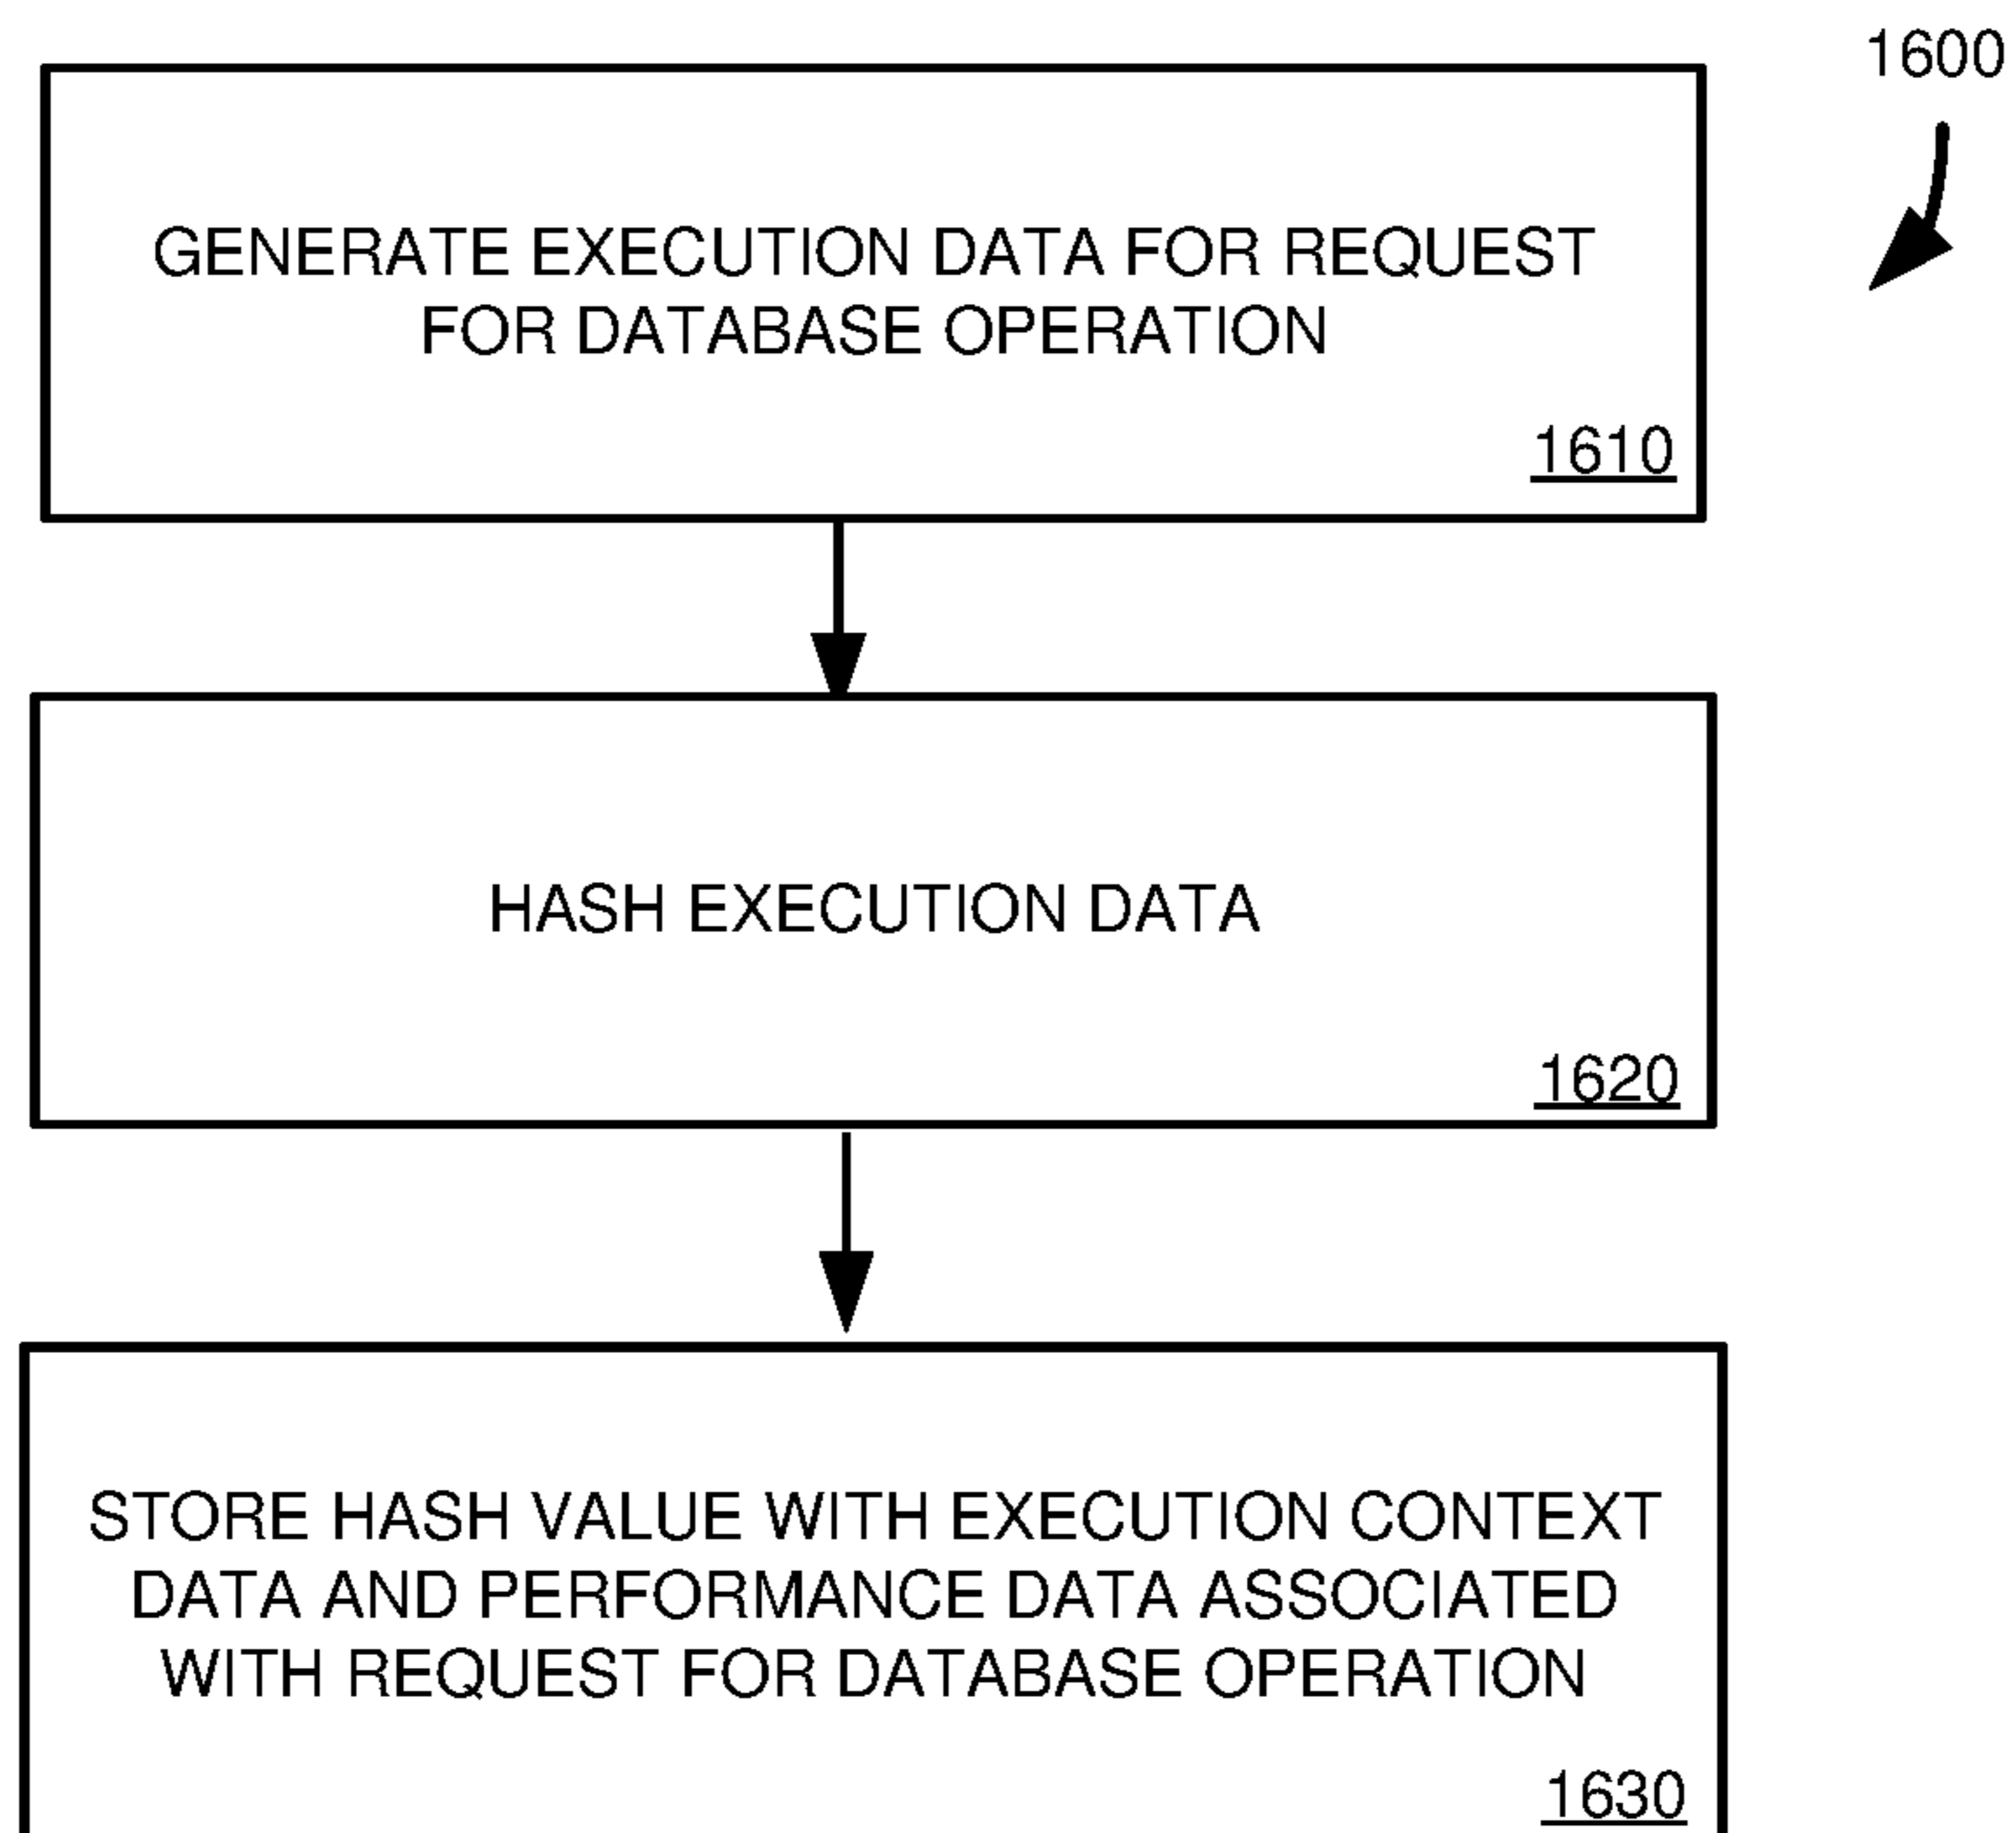 1600
GENERATE EXECUTION DATA FOR REQUEST
FOR DATABASE OPERATION
1610
HASH EXECUTION DATA
1620
STORE HASH VALUE WITH EXECUTION CONTEXT
DATA AND PERFORMANCE DATA ASSOCIATED
WITH REQUEST FOR DATABASE OPERATION
1630